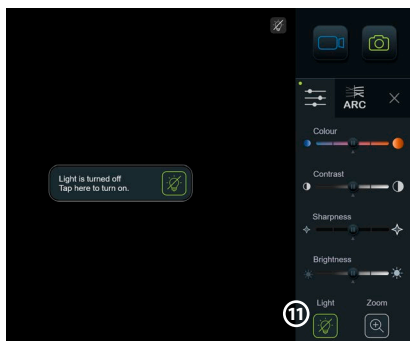 ARC
Colour
Light is turned off
Tap here to turn on.
Contrast
Sharpness
Brightness
11
Light
Zoom